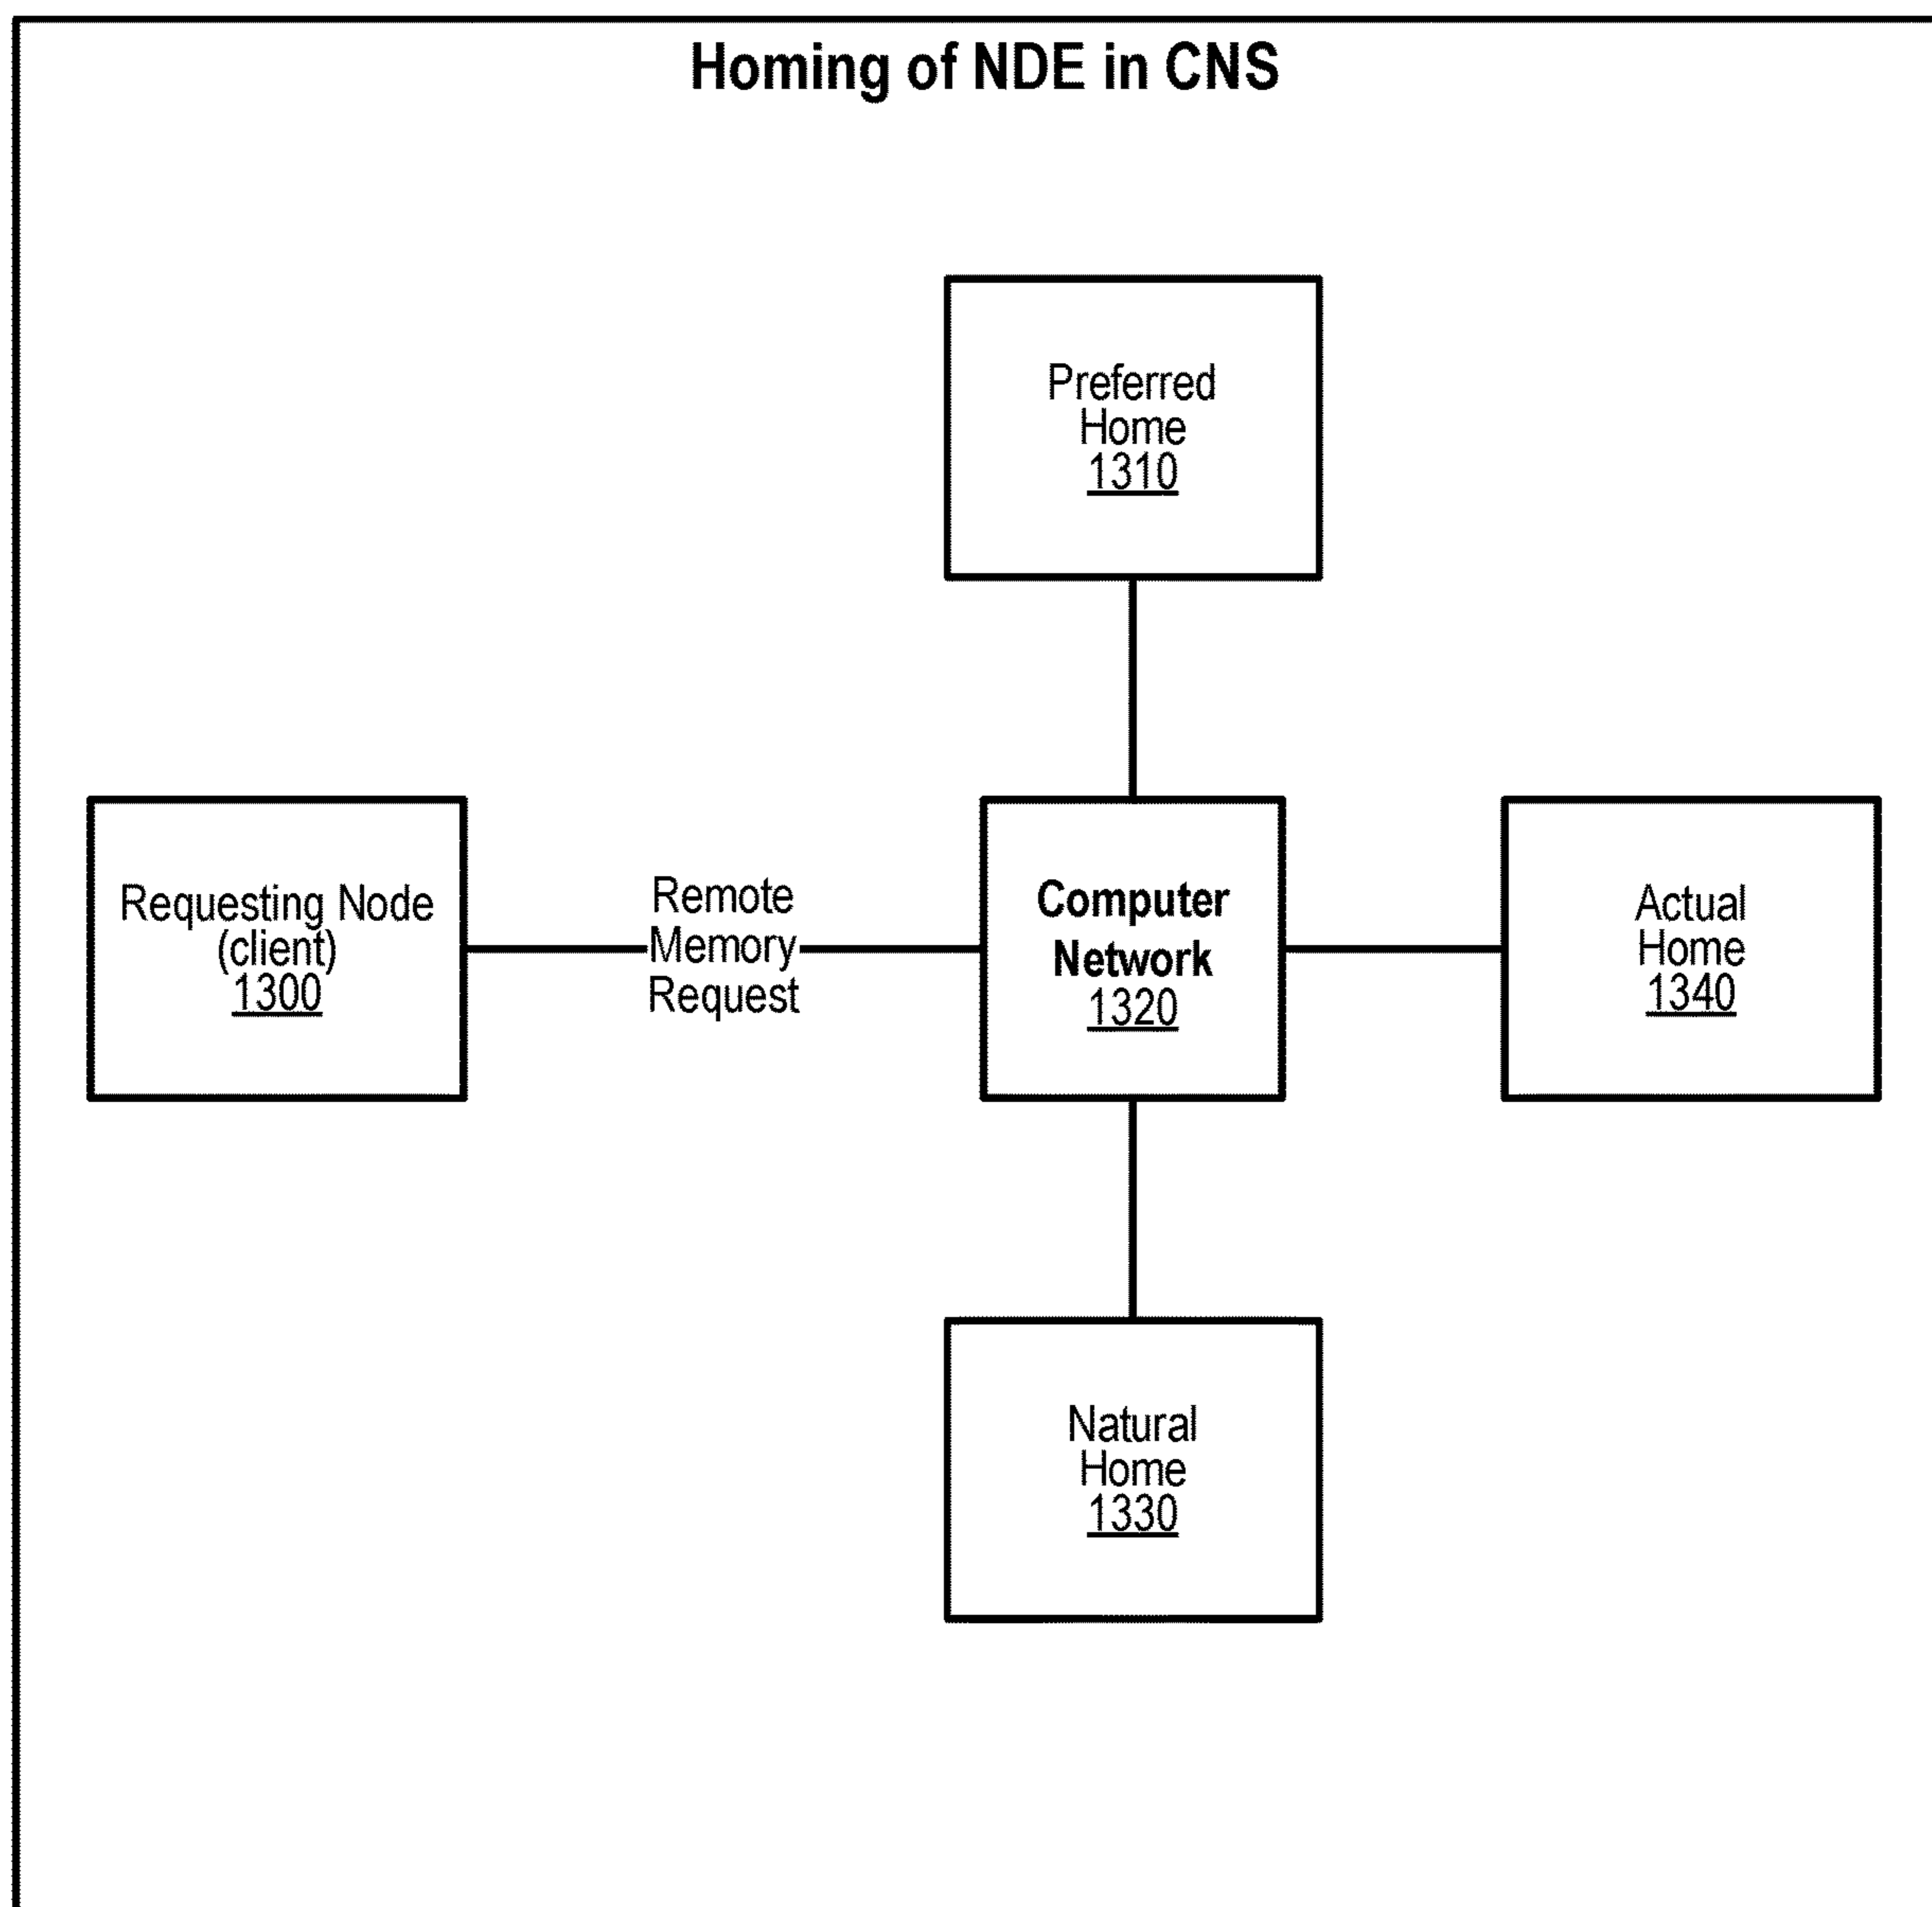 Homing of NDE in CNS
Preferred
Home
1310
Requesting Node
(client)
1300
Remote
Memory
Request
Computer
Network
1320
Actual
Home
1340
Natural
Home
1330